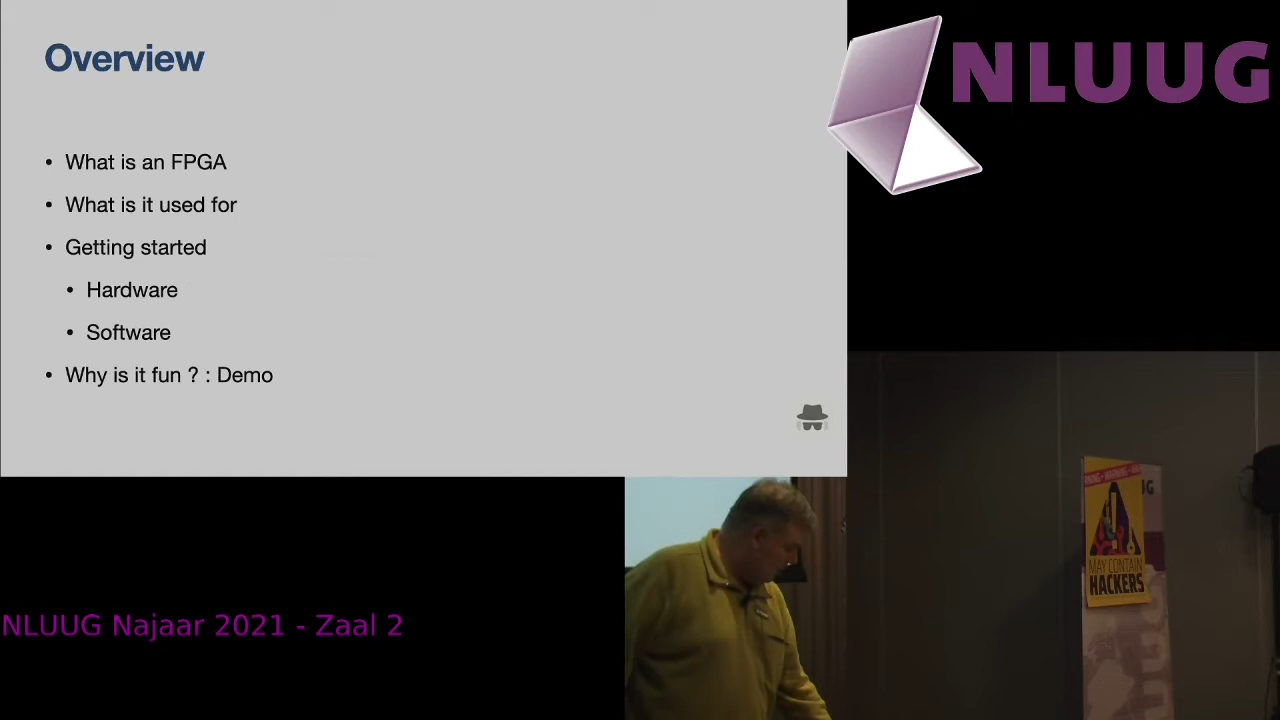 Overview
• What is an FPGA
• What is it used for
• Getting started
• Hardware
• Software
• Why is it fun ? : Demo
NLUUG
MAY CONTAIN
HACKERS
NLUUG Najaar 2021 - Zaal 2